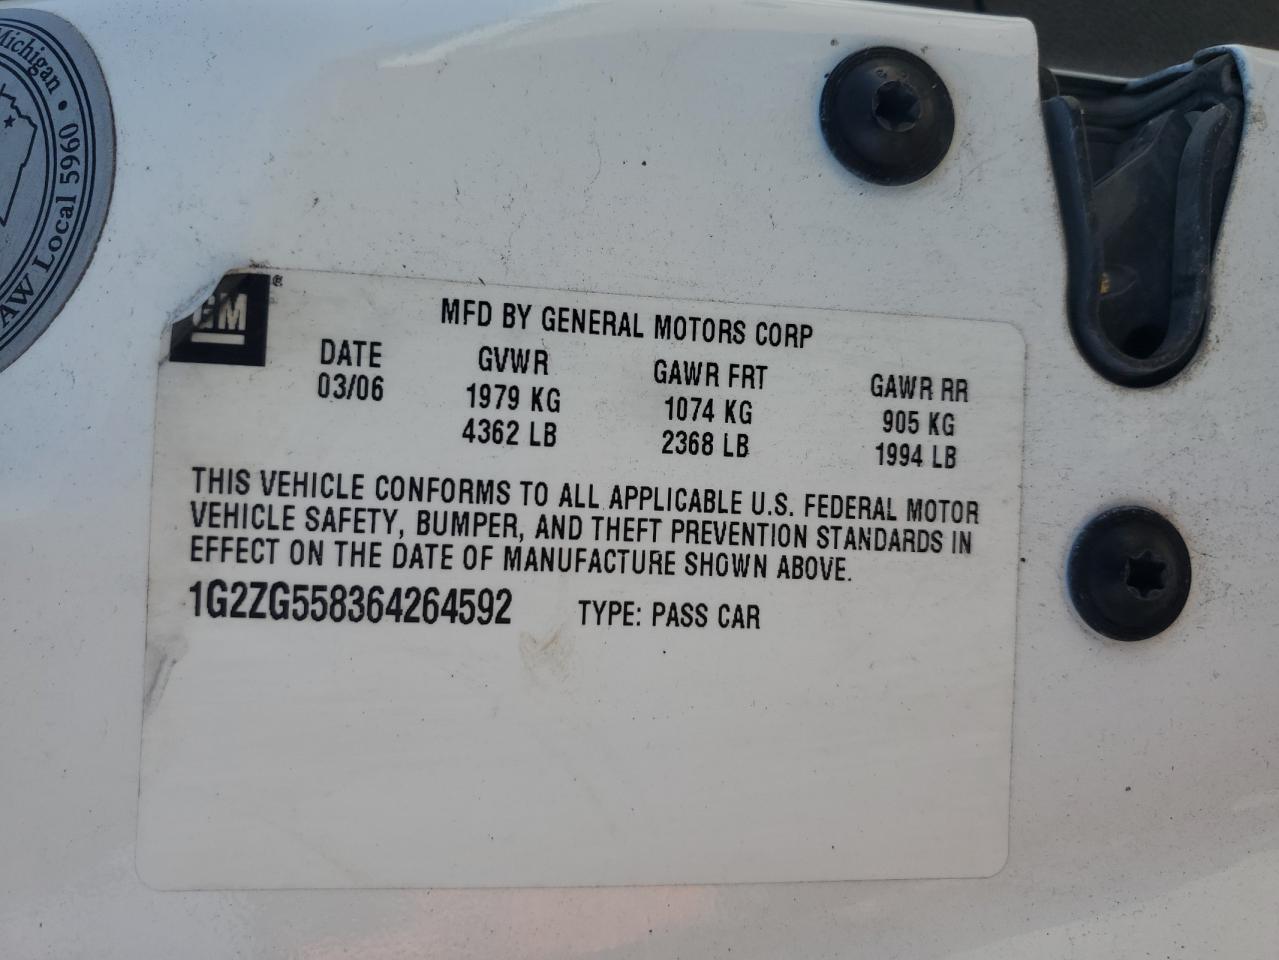 Michigan •
AW Local 5960
GM ®
MFD BY GENERAL MOTORS CORP
DATE GVWR GAWR FRT GAWR RR
03/06 1979 KG 1074 KG 905 KG
4362 LB 2368 LB 1994 LB
THIS VEHICLE CONFORMS TO ALL APPLICABLE U.S. FEDERAL MOTOR
VEHICLE SAFETY, BUMPER, AND THEFT PREVENTION STANDARDS IN
EFFECT ON THE DATE OF MANUFACTURE SHOWN ABOVE.
1G2ZG558364264592 TYPE: PASS CAR